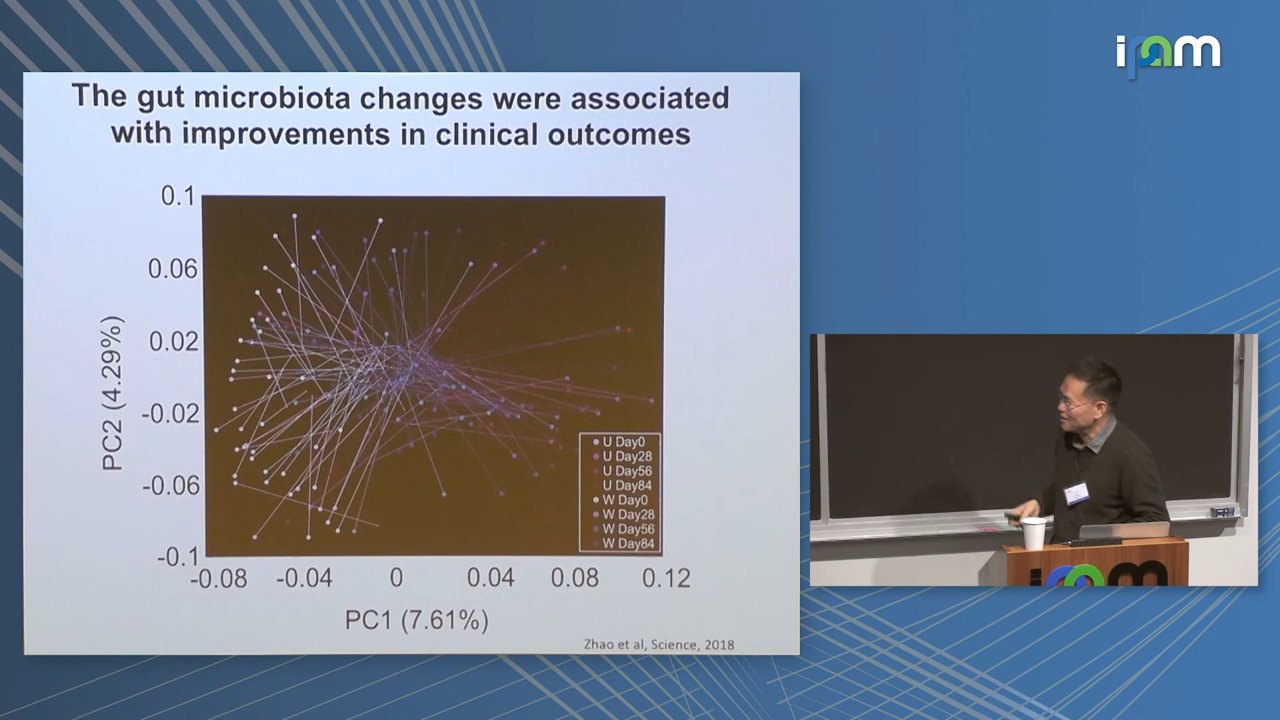 ipam
The gut microbiota changes were associated
with improvements in clinical outcomes
0.1
0.06
0.02
-0.02
-0.06
-0.1
PC2 (4.29%)
U Day0
U Day28
U Day56
U Day84
W Day0
W Day28
W Day56
W Day84
-0.08 -0.04 0 0.04 0.08 0.12
PC1 (7.61%)
Zhao et al, Science, 2018
ipam